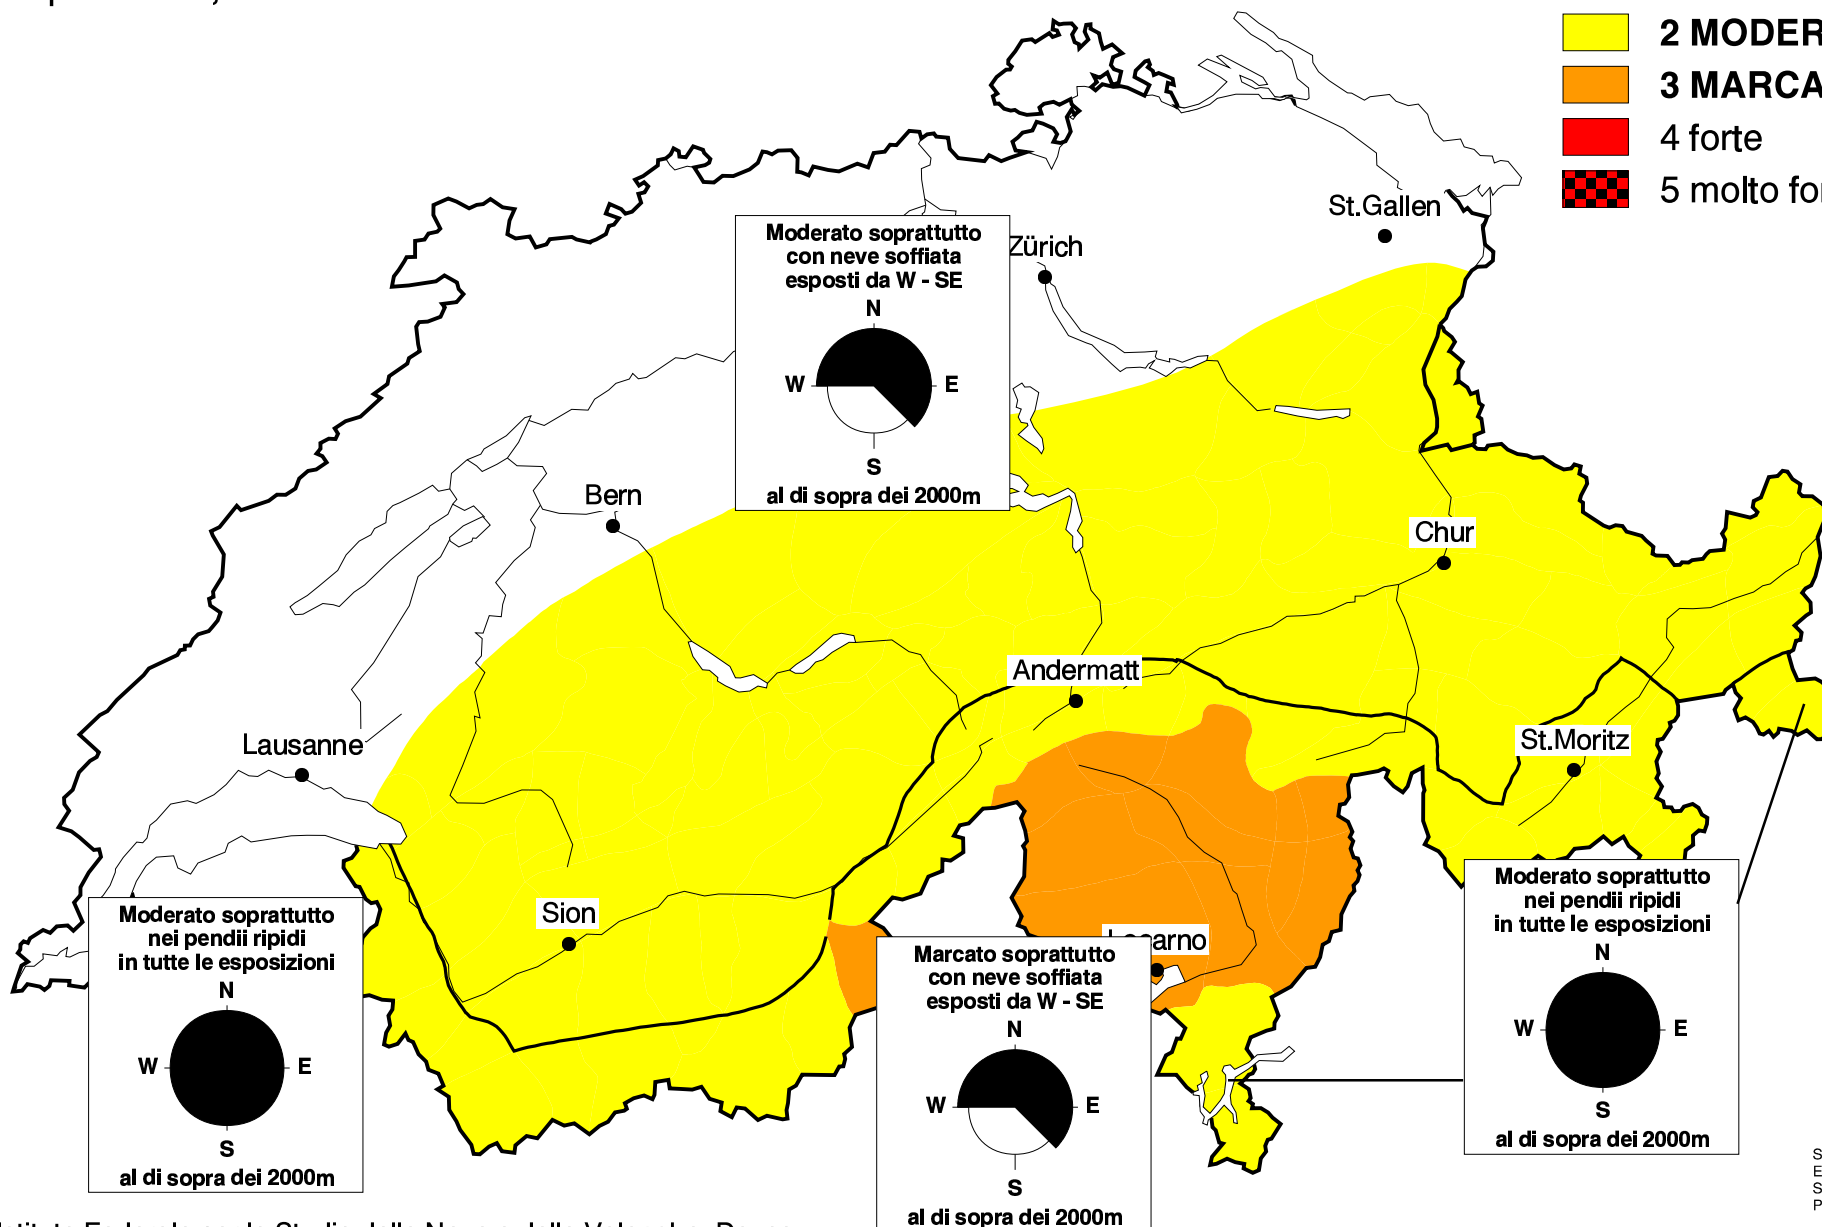 2 MODER
3 MARCA
4 forte
5 molto for
St.Gallen
Zürich
Moderato soprattutto
con neve soffiata
esposti da W - SE
N
W E
S
al di sopra dei 2000m
Bern
Chur
Andermatt
St.Moritz
Lausanne
Sion
Locarno
Moderato soprattutto
nei pendii ripidi
in tutte le esposizioni
N
W E
S
al di sopra dei 2000m
Marcato soprattutto
con neve soffiata
esposti da W - SE
N
W E
S
al di sopra dei 2000m
Moderato soprattutto
nei pendii ripidi
in tutte le esposizioni
N
W E
S
al di sopra dei 2000m
S
E
S
P